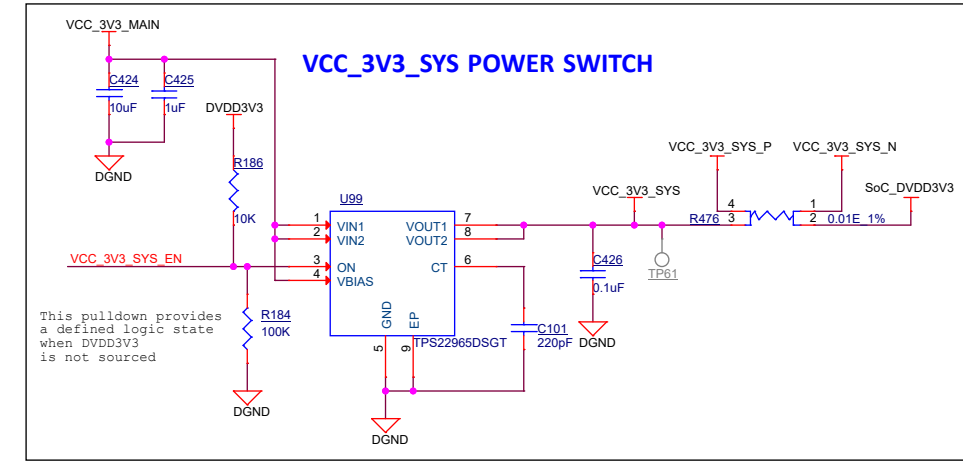 VCC_3V3_MAIN
VCC_3V3_SYS POWER SWITCH
C424
C425
10uF
1uF
DVDD3V3
DGND
R186
10K
VCC_3V3_SYS_P
VCC_3V3_SYS_N
SoC_DVDD3V3
VCC_3V3_SYS
U99
4
1
3
2
R476
0.01E_1%
1
VIN1
VOUT1
7
2
VIN2
VOUT2
8
VCC_3V3_SYS_EN
3
ON
CT
6
4
VBIAS
C426
0.1uF
TP61
This pulldown provides
a defined logic state
when DVDD3V3
is not sourced
R184
100K
GND
EP
TPS22965DSGT
C101
220pF
DGND
5
9
DGND
DGND